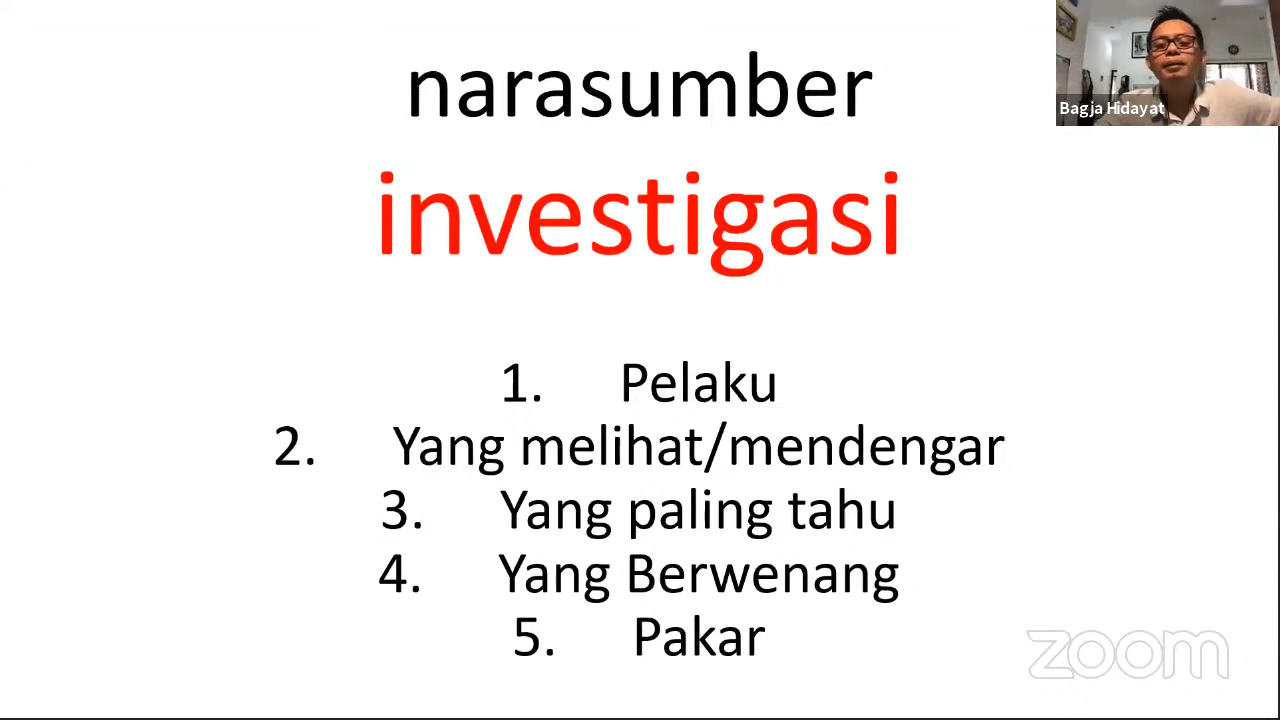 narasumber
investigasi
1. Pelaku
2. Yang melihat/mendengar
3. Yang paling tahu
4. Yang Berwenang
5. Pakar
Bagja Hidayat
zoom